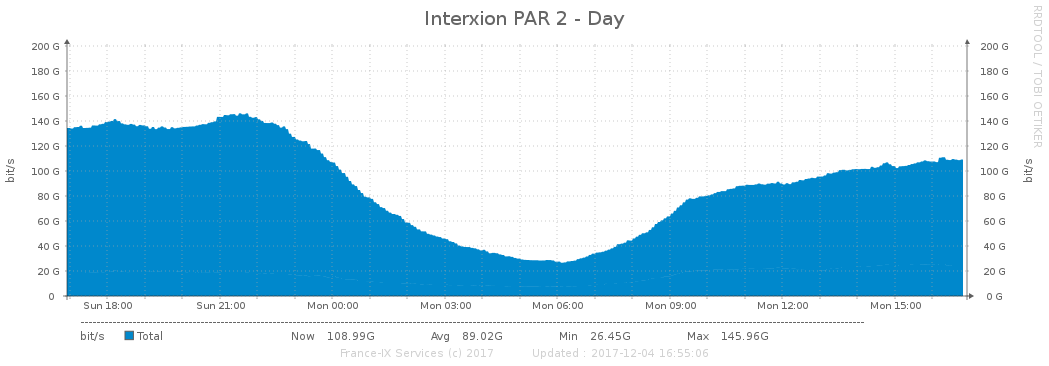 Interxion PAR 2 - Day
RRDTOOL / TOBI OETIKER
200 G 200 G
180 G 180 G
160 G 160 G
140 G 140 G
120 G 120 G
100 G 100 G
80 G 80 G
60 G 60 G
40 G 40 G
20 G 20 G
0 0 G
bit/s bit/s
Sun 18:00 Sun 21:00 Mon 00:00 Mon 03:00 Mon 06:00 Mon 09:00 Mon 12:00 Mon 15:00
bit/s Total Now 108.99G Avg 89.02G Min 26.45G Max 145.96G
France-IX Services (c) 2017 Updated : 2017-12-04 16:55:06